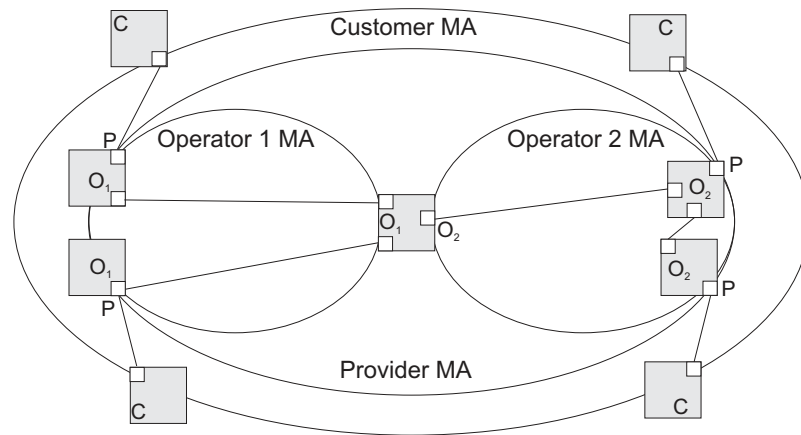 C
Customer MA
C
P
Operator 1 MA
Operator 2 MA
P
O₁
O₂
O₁
O₂
O₁
O₂
P
P
Provider MA
C
C